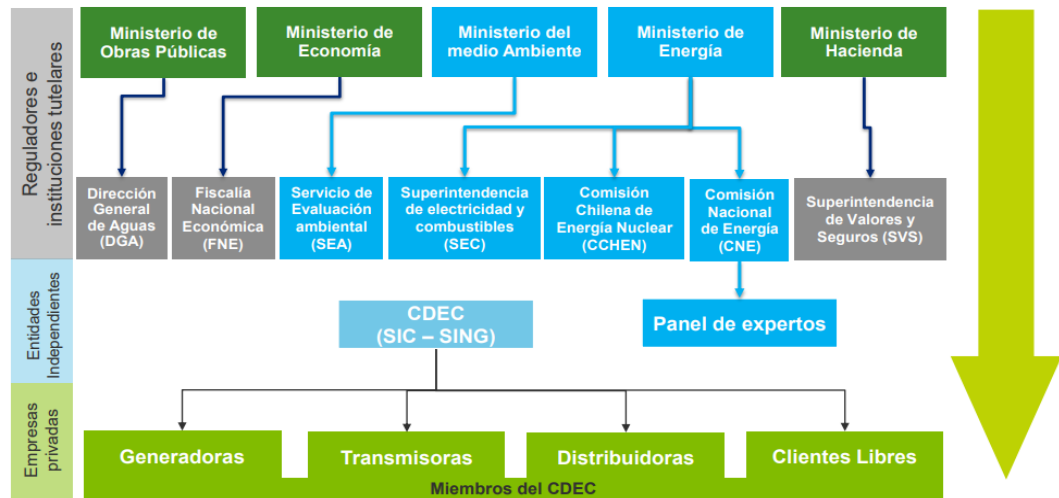 Reguladores e
instituciones tutelares
Ministerio de
Obras Públicas
Ministerio de
Economía
Ministerio del
medio Ambiente
Ministerio de
Energía
Ministerio de
Hacienda
Dirección
General
de Aguas
(DGA)
Fiscalía
Nacional
Económica
(FNE)
Servicio de
Evaluación
ambiental
(SEA)
Superintendencia
de electricidad y
combustibles
(SEC)
Comisión
Chilena de
Energía Nuclear
(CCHEN)
Comisión
Nacional
de Energía
(CNE)
Superintendencia
de Valores y
Seguros (SVS)
Entidades
Independientes
CDEC
(SIC – SING)
Panel de expertos
Empresas
privadas
Generadoras
Transmisoras
Distribuidoras
Clientes Libres
Miembros del CDEC